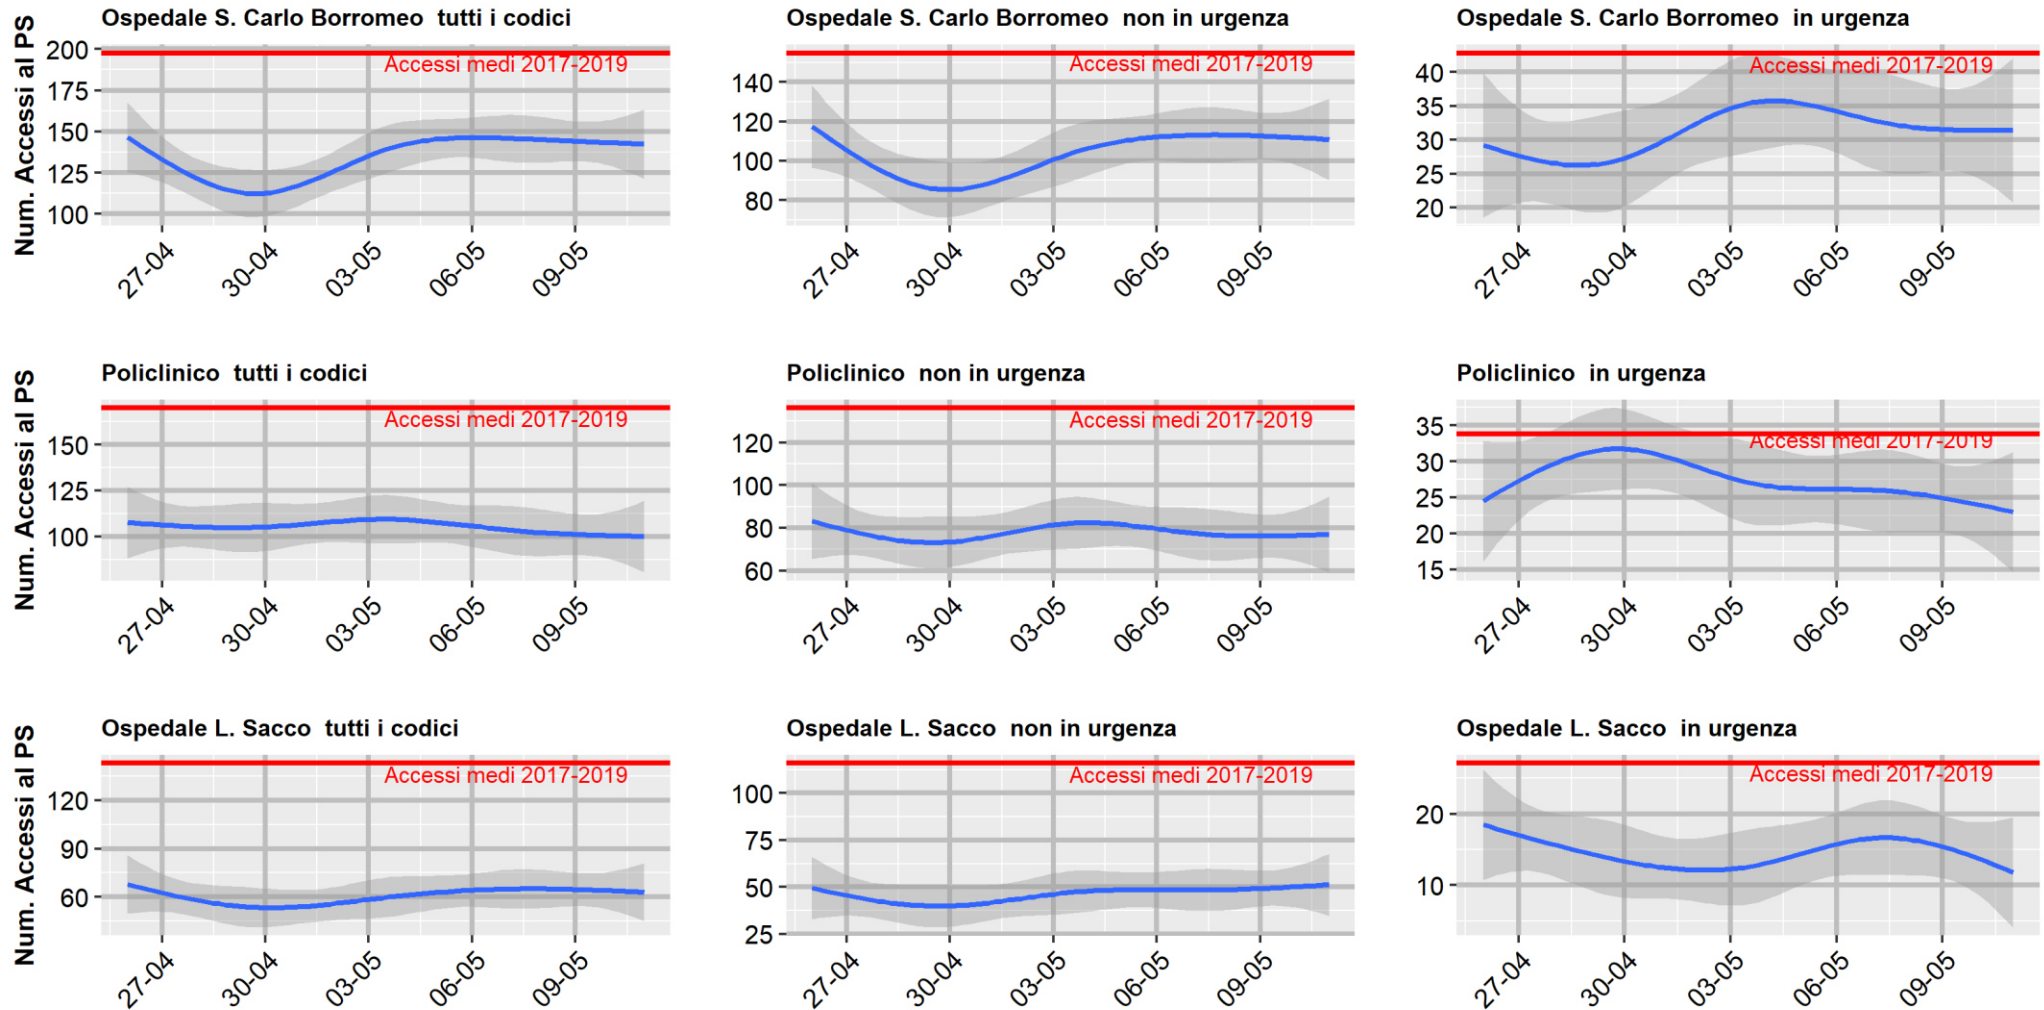 Ospedale S. Carlo Borromeo  tutti i codici
Num. Accessi al PS
200
175
150
125
100
Accessi medi 2017-2019
27-04 30-04 03-05 06-05 09-05
Ospedale S. Carlo Borromeo  non in urgenza
140
120
100
80
Accessi medi 2017-2019
27-04 30-04 03-05 06-05 09-05
Ospedale S. Carlo Borromeo  in urgenza
40
35
30
25
20
Accessi medi 2017-2019
27-04 30-04 03-05 06-05 09-05
Policlinico  tutti i codici
Num. Accessi al PS
150
125
100
Accessi medi 2017-2019
27-04 30-04 03-05 06-05 09-05
Policlinico  non in urgenza
120
100
80
60
Accessi medi 2017-2019
27-04 30-04 03-05 06-05 09-05
Policlinico  in urgenza
35
30
25
20
15
Accessi medi 2017-2019
27-04 30-04 03-05 06-05 09-05
Ospedale L. Sacco  tutti i codici
Num. Accessi al PS
120
90
60
Accessi medi 2017-2019
27-04 30-04 03-05 06-05 09-05
Ospedale L. Sacco  non in urgenza
100
75
50
25
Accessi medi 2017-2019
27-04 30-04 03-05 06-05 09-05
Ospedale L. Sacco  in urgenza
20
10
Accessi medi 2017-2019
27-04 30-04 03-05 06-05 09-05